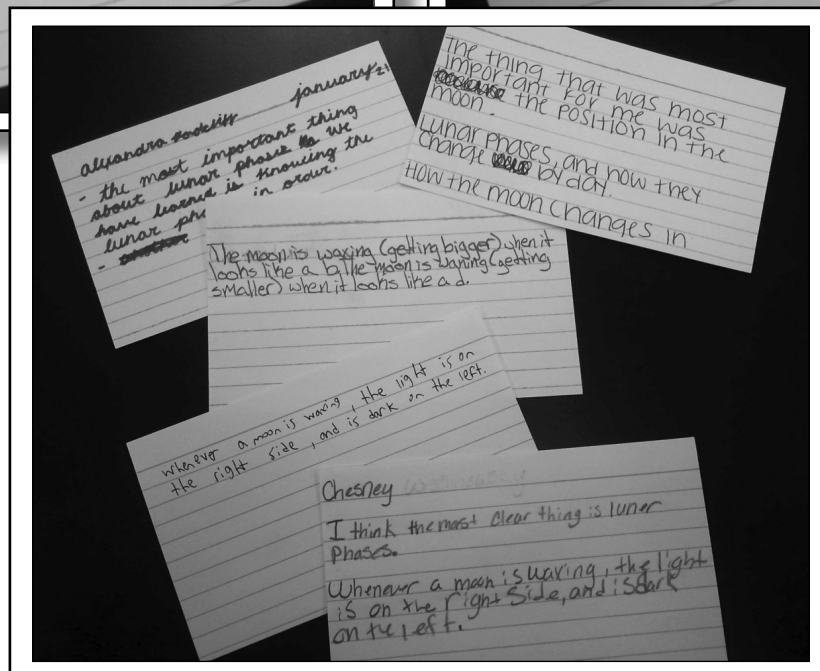 alexandra
january 21
- the most important thing
about lunar phases is we
have learned is knowing the
lunar pha in order.
-
The thing that was most
important for me was
the position in the
moon.
Lunar phases, and how they
change by day.
How the moon changes in
The moon is waxing (getting bigger) when it
looks like a b, the moon is waning (getting
smaller) when it looks like a d.
whenever a moon is waxing, the light is on
the right side, and is dark on the left.
Chesney
I think the most clear thing is luner
Phases.
Whenever a moon is waxing, the light
is on the right side, and is dark
on the left.